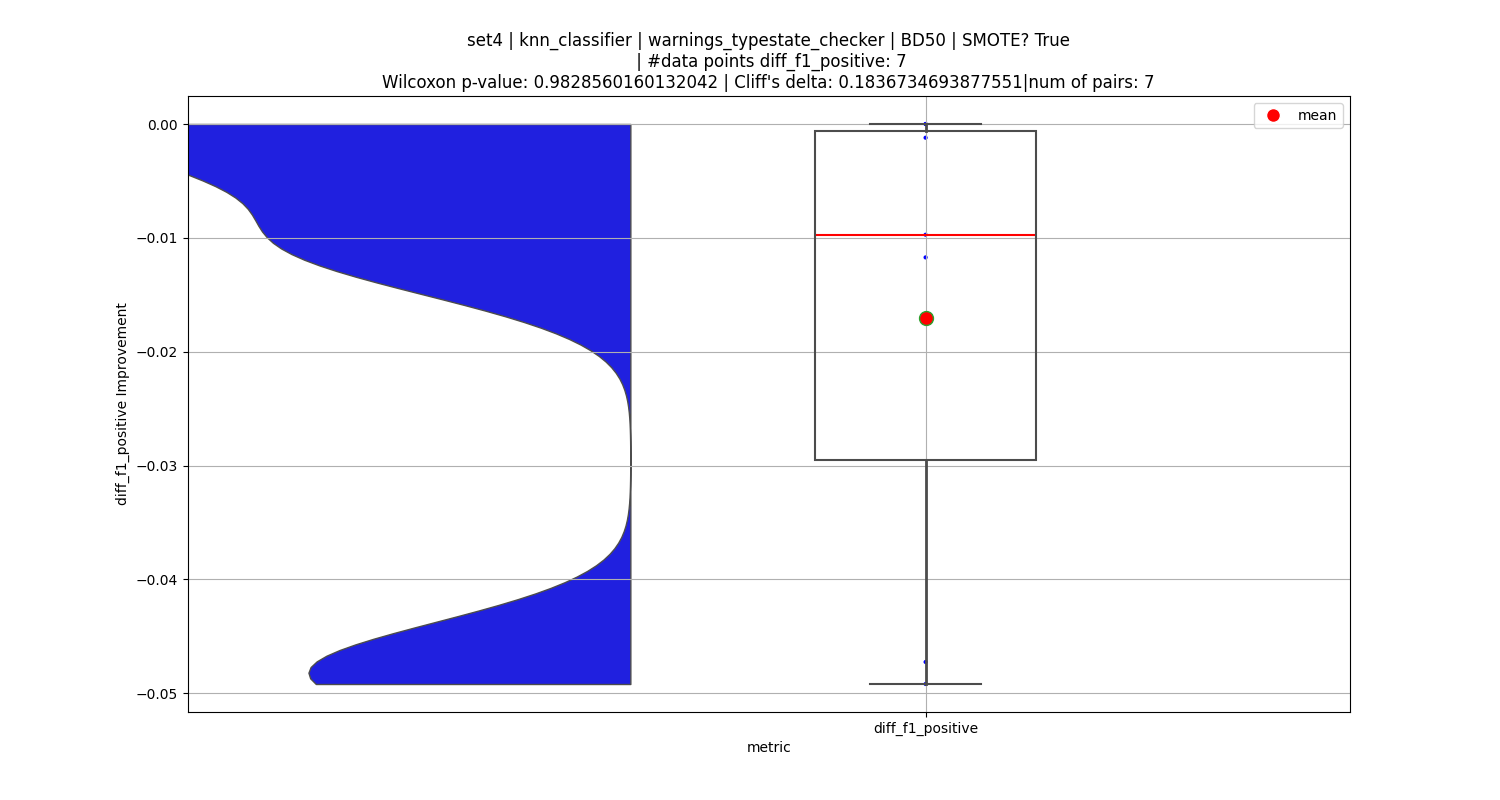 set4 | knn_classifier | warnings_typestate_checker | BD50 | SMOTE? True
| #data points diff_f1_positive: 7
Wilcoxon p-value: 0.9828560160132042 | Cliff's delta: 0.1836734693877551|num of pairs: 7
mean
0.00
−0.01
−0.02
−0.03
−0.04
−0.05
diff_f1_positive Improvement
diff_f1_positive
metric